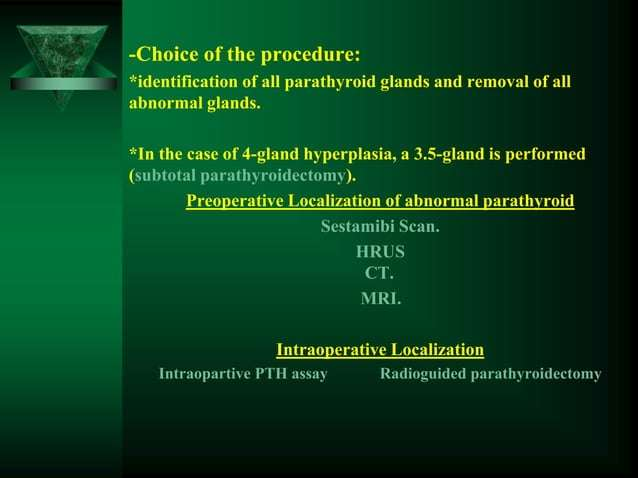 -Choice of the procedure:
*identification of all parathyroid glands and removal of all
abnormal glands.
*In the case of 4-gland hyperplasia, a 3.5-gland is performed
(subtotal parathyroidectomy).
Preoperative Localization of abnormal parathyroid
Sestamibi Scan.
HRUS
CT.
MRI.
Intraoperative Localization
Intraopartive PTH assay Radioguided parathyroidectomy